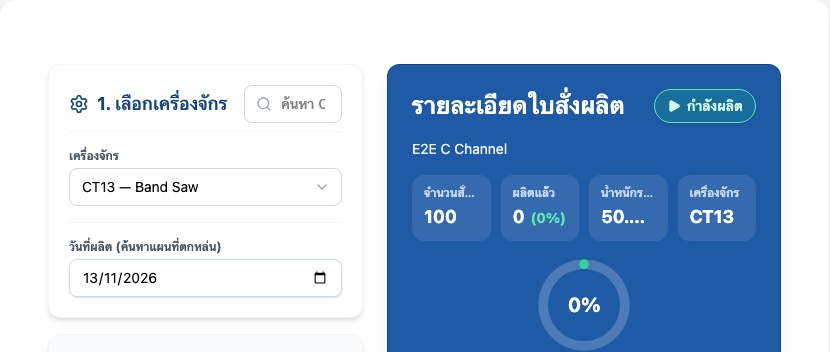 1. เลือกเครื่องจักร
ค้นหา C
เครื่องจักร
CT13 — Band Saw
วันที่ผลิต (ค้นหาแผนที่ตกหล่น)
13/11/2026
รายละเอียดใบสั่งผลิต
กำลังผลิต
E2E C Channel
จำนวนสั่...
ผลิตแล้ว
น้ำหนักร...
เครื่องจักร
100
0 (0%)
50....
CT13
0%